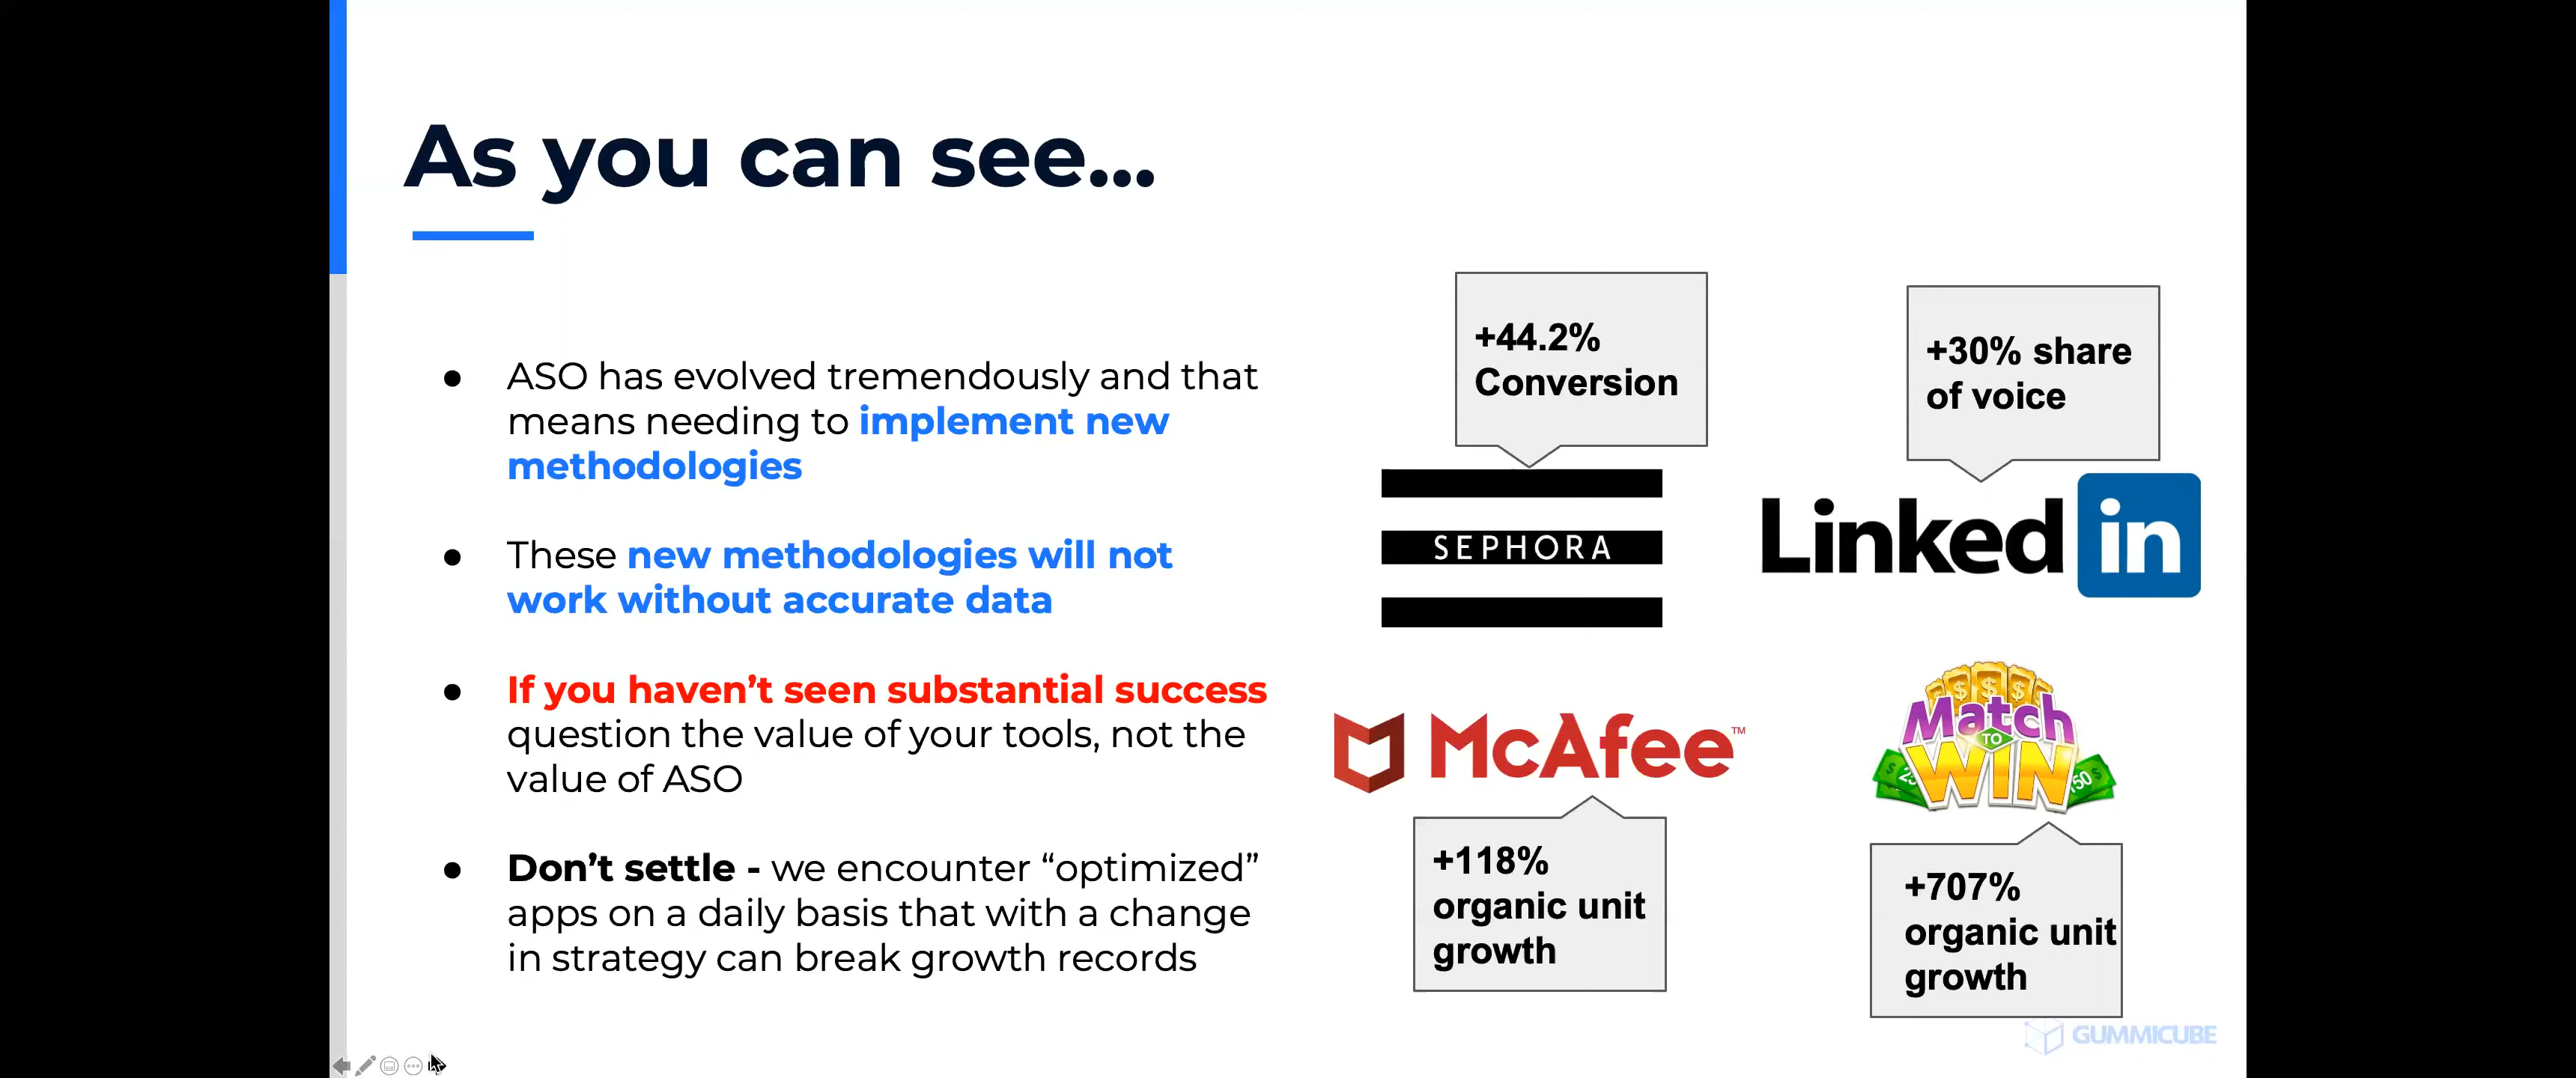 As you can see...
● ASO has evolved tremendously and that
means needing to implement new
methodologies
● These new methodologies will not
work without accurate data
● If you haven’t seen substantial success
question the value of your tools, not the
value of ASO
● Don’t settle - we encounter “optimized”
apps on a daily basis that with a change
in strategy can break growth records
+44.2%
Conversion
SEPHORA
+30% share
of voice
Linked in
McAfee™
+118%
organic unit
growth
Match
TO
WIN
+707%
organic unit
growth
GUMMICUBE